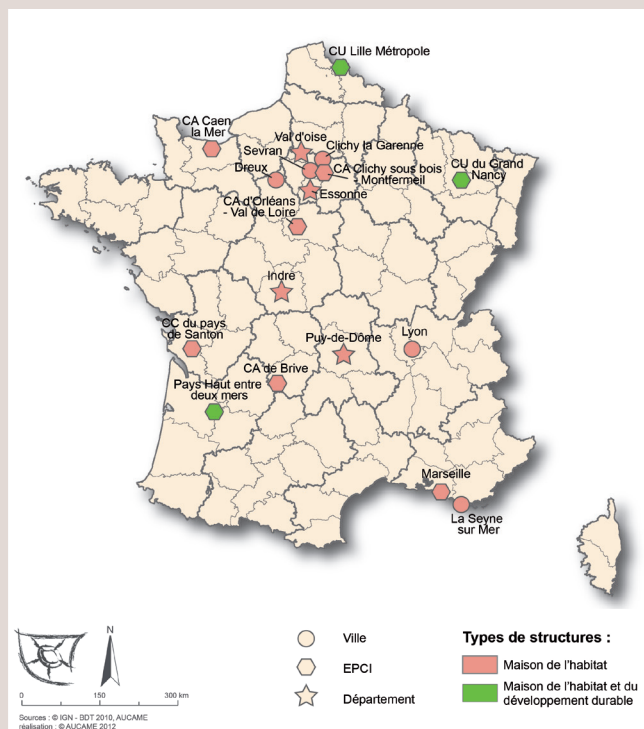 CU Lille Métropole
CA Caen
la Mer
Val d'oise
Sevran
Clichy la Garenne
Dreux
CA Clichy sous bois
- Montfermeil
CU du Grand
Nancy
Essonne
CA d'Orléans
- Val de Loire
Indre
CC du pays
de Santon
Puy-de-Dôme
Lyon
CA de Brive
Pays Haut entre
deux mers
Marseille
La Seyne
sur Mer
N
0 150 300 km
Sources : © IGN - BDT 2010, AUCAME
réalisation : © AUCAME 2012
Ville
EPCI
Département
Types de structures :
Maison de l'habitat
Maison de l'habitat et du
développement durable